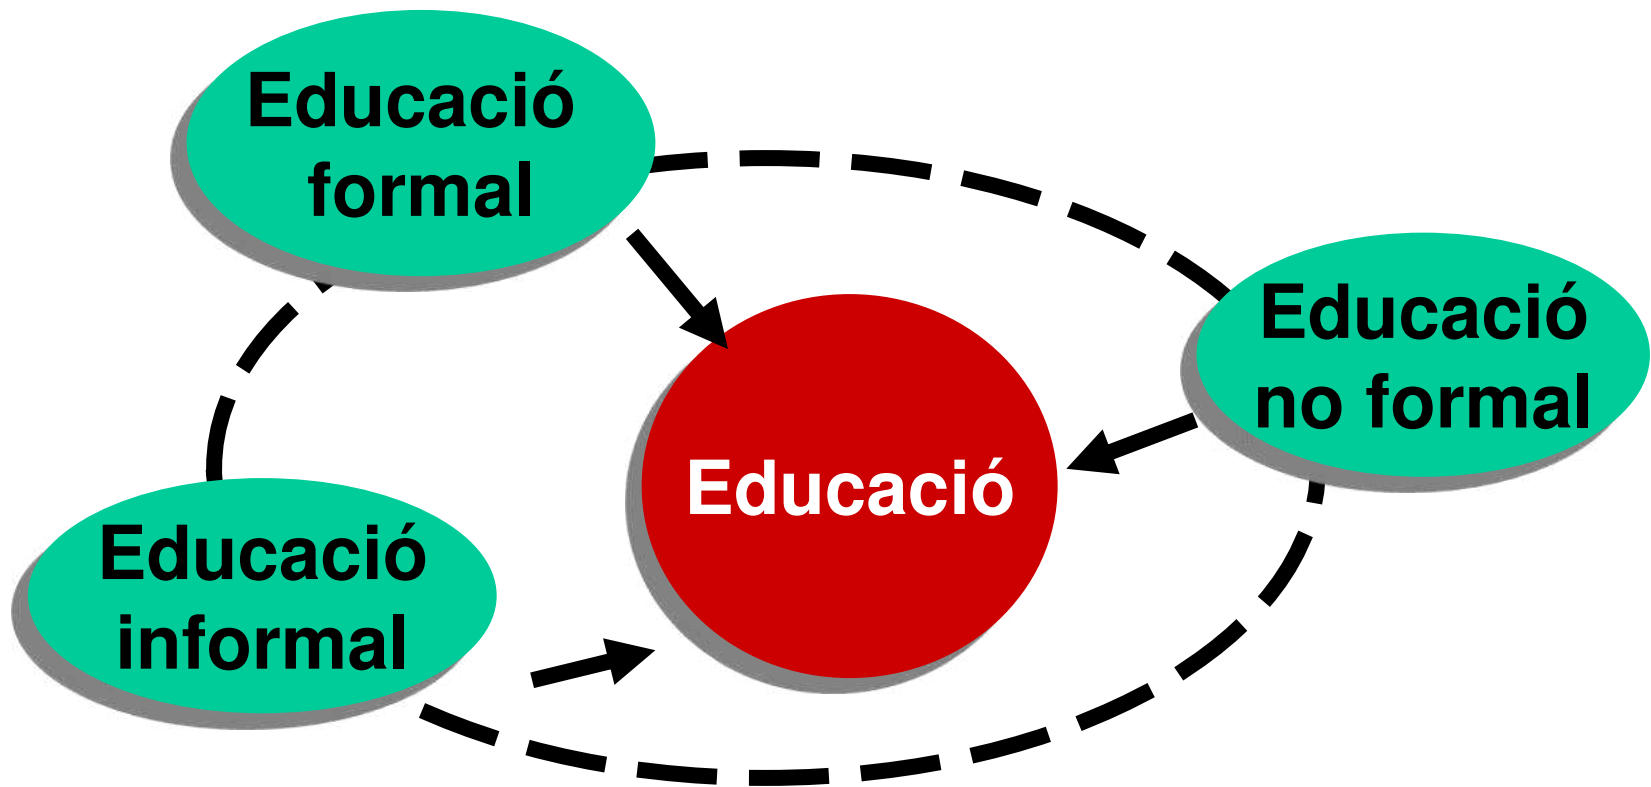 Educació
formal
Educació
no formal
Educació
Educació
informal